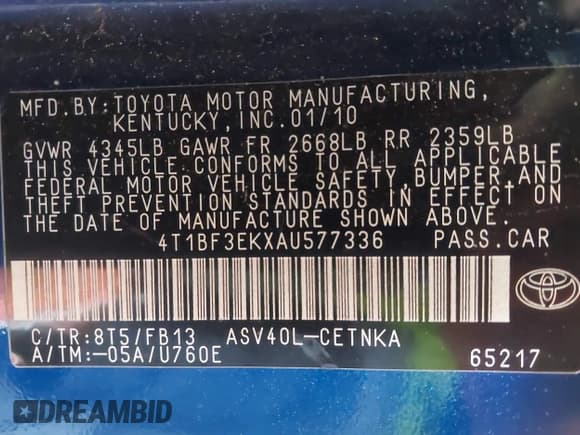 MFD. BY: TOYOTA MOTOR MANUFACTURING,
KENTUCKY, INC. 01/10
GVWR 4345LB GAWR FR 2668LB RR 2359LB
THIS VEHICLE CONFORMS TO ALL APPLICABLE
FEDERAL MOTOR VEHICLE SAFETY, BUMPER AND
THEFT PREVENTION STANDARDS IN EFFECT ON
THE DATE OF MANUFACTURE SHOWN ABOVE.
4T1BF3EKXAU577336 PASS. CAR
C/TR: 8T5/FB13 ASV40L-CETNKA
A/TM: -05A/U760E 65217
DREAMBID